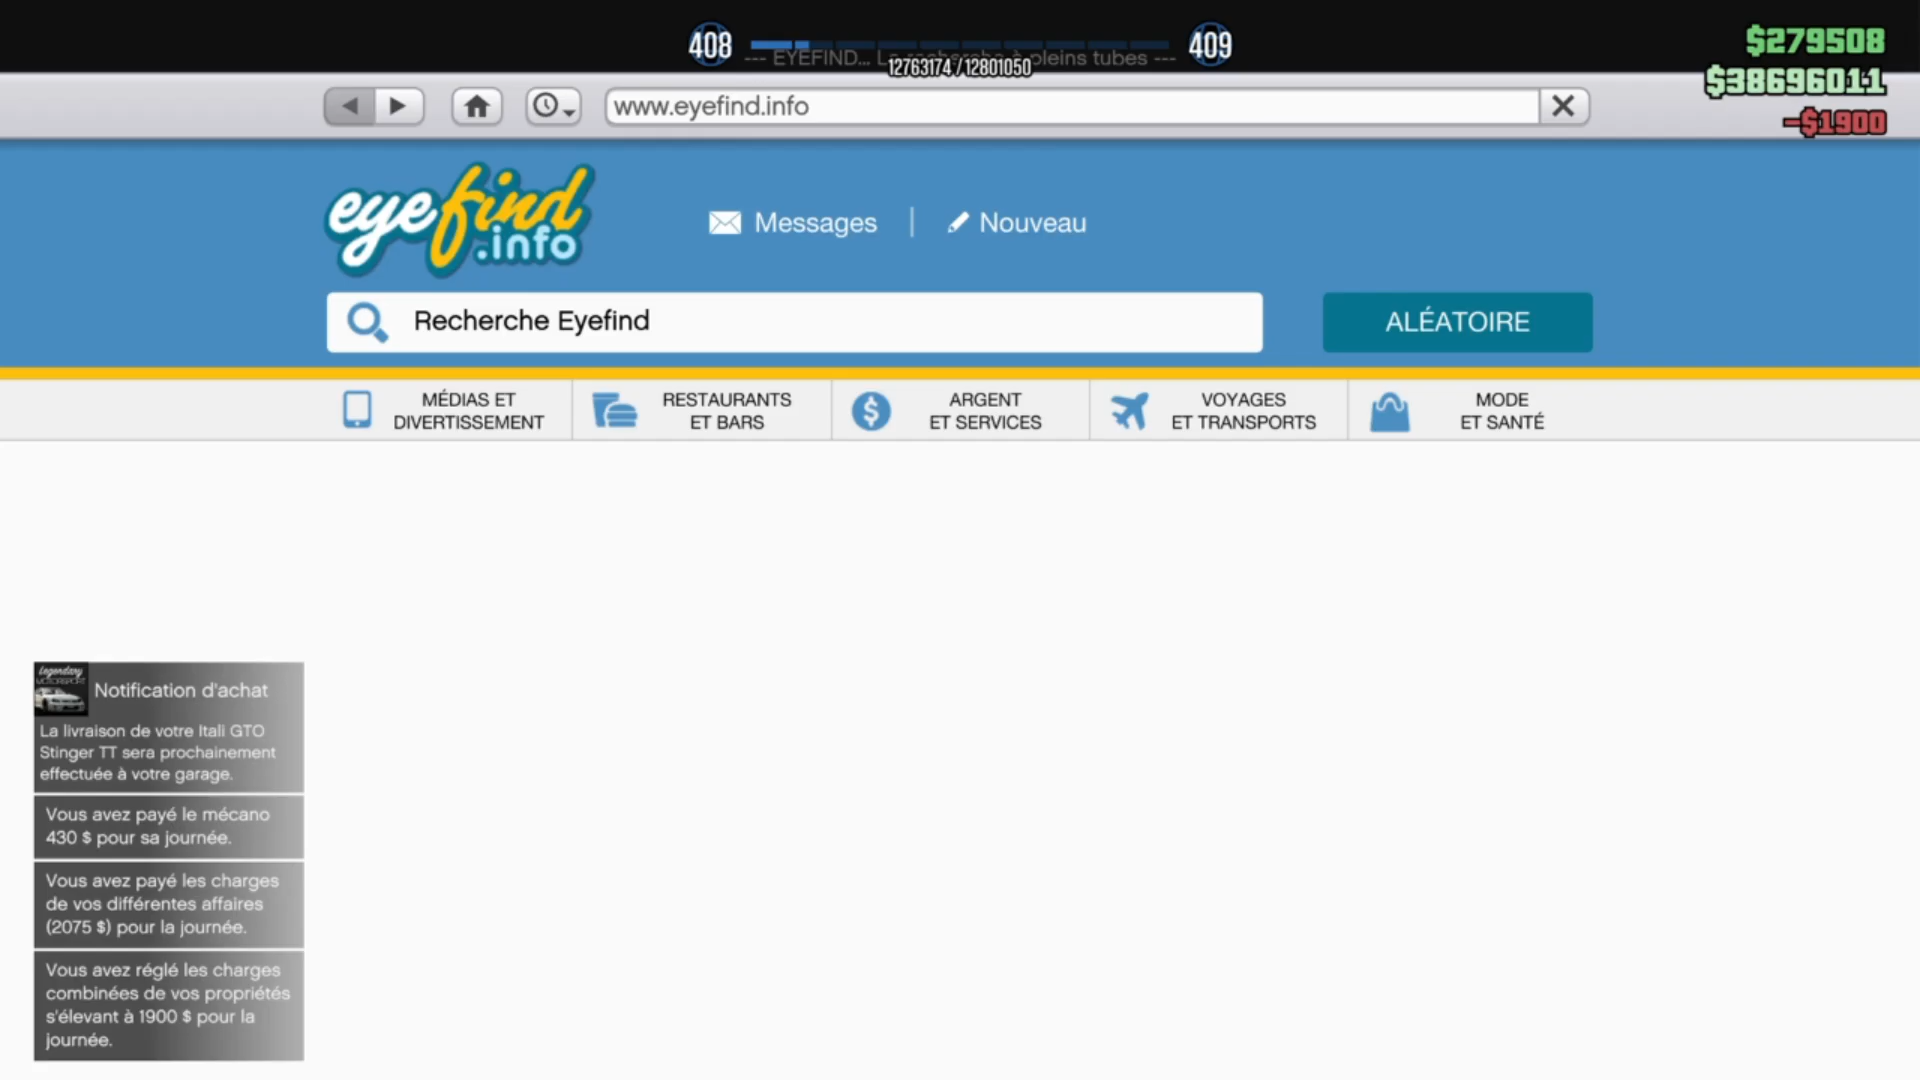 408
409
--- EYEFIND... La recherche à pleins tubes ---
12763174/12801050
$279508
$38696011
-$1900
www.eyefind.info
eyefind
.info
Messages
Nouveau
Recherche Eyefind
ALÉATOIRE
MÉDIAS ET
DIVERTISSEMENT
RESTAURANTS
ET BARS
ARGENT
ET SERVICES
VOYAGES
ET TRANSPORTS
MODE
ET SANTÉ
Legendary
MOTORSPORT
Notification d'achat
La livraison de votre Itali GTO
Stinger TT sera prochainement
effectuée à votre garage.
Vous avez payé le mécano
430 $ pour sa journée.
Vous avez payé les charges
de vos différentes affaires
(2075 $) pour la journée.
Vous avez réglé les charges
combinées de vos propriétés
s'élevant à 1900 $ pour la
journée.